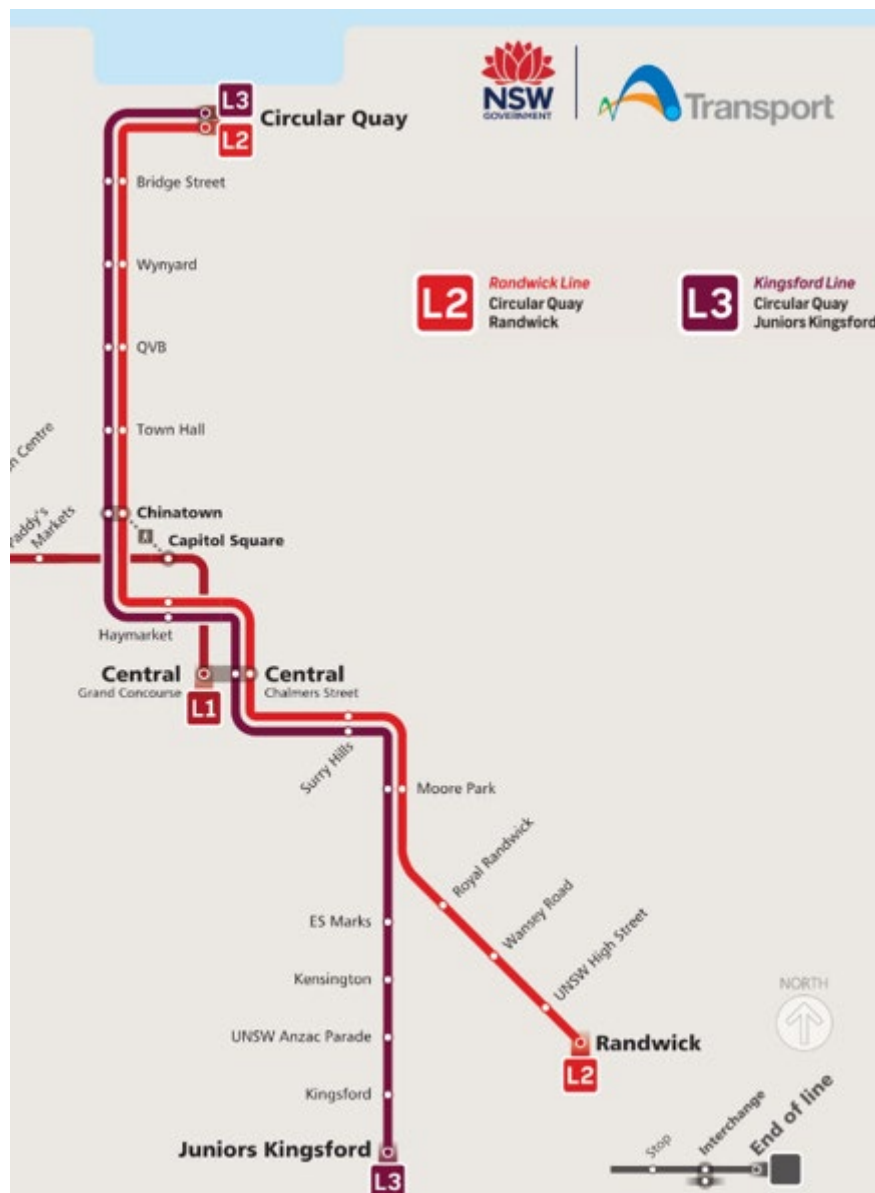 L3
Circular Quay
L2
NSW
GOVERNMENT
Transport
Bridge Street
Wynyard
QVB
Town Hall
L2
Randwick Line
Circular Quay
Randwick
L3
Kingsford Line
Circular Quay
Juniors Kingsford
Centre
Markets
Chinatown
Capitol Square
Haymarket
Central
Grand Concourse
L1
Central
Chalmers Street
Surry Hills
Moore Park
Royal Randwick
Wansey Road
UNSW High Street
Randwick
L2
ES Marks
Kensington
UNSW Anzac Parade
Kingsford
Juniors Kingsford
L3
NORTH
Stop
Interchange
End of line